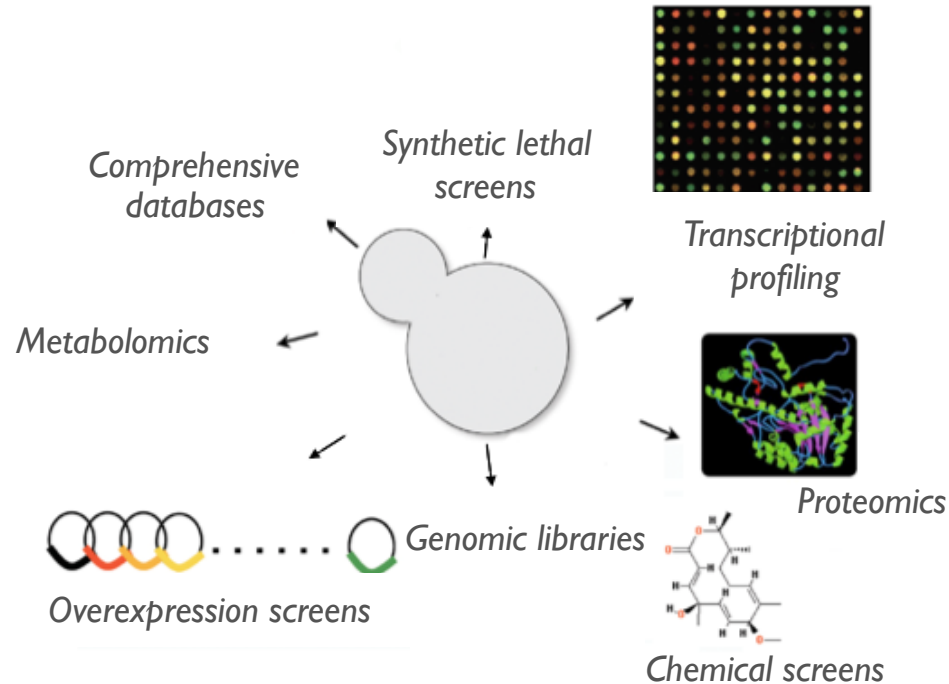 Synthetic lethal
screens
Comprehensive
databases
Transcriptional
profiling
Metabolomics
Proteomics
Genomic libraries
Overexpression screens
H
O
O
H
H
H
H
O
H
H
O
Chemical screens